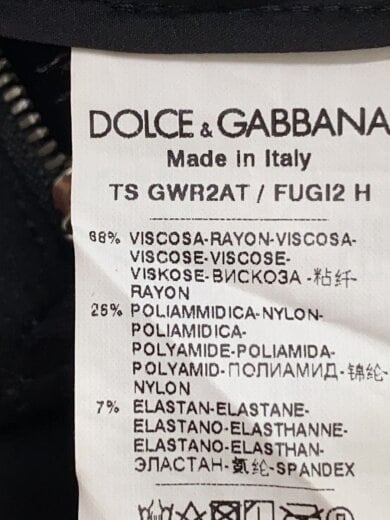 DOLCE & GABBANA
Made in Italy
TS GWR2AT / FUGI2 H
68% VISCOSA-RAYON-VISCOSA-
VISCOSE-VISCOSE-
VISKOSE-ВИСКОЗА -粘纤-
RAYON
25% POLIAMMIDICA-NYLON-
POLIAMIDICA-
POLYAMIDE-POLIAMIDA-
POLYAMID-ПОЛИАМИД-锦纶-
NYLON
7% ELASTAN-ELASTANE-
ELASTANO-ELASTHANNE-
ELASTANO-ELASTHAN-
ЭЛАСТАН-氨纶-SPANDEX